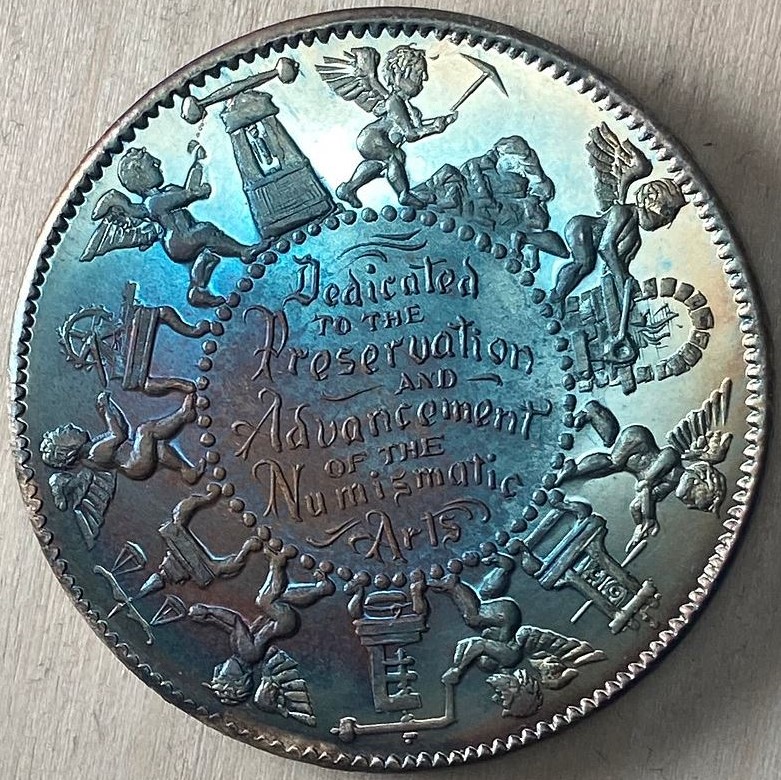 Dedicated
TO THE
Preservation
AND
Advancement
OF THE
Numismatic
Arts